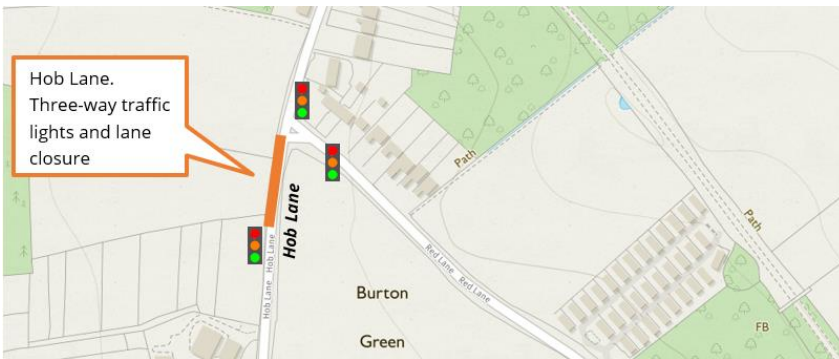 Hob Lane.
Three-way traffic
lights and lane
closure
Path
Hob Lane
Path
Hob Lane Hob Lane
Red Lane Red Lane
Burton
Green
FB